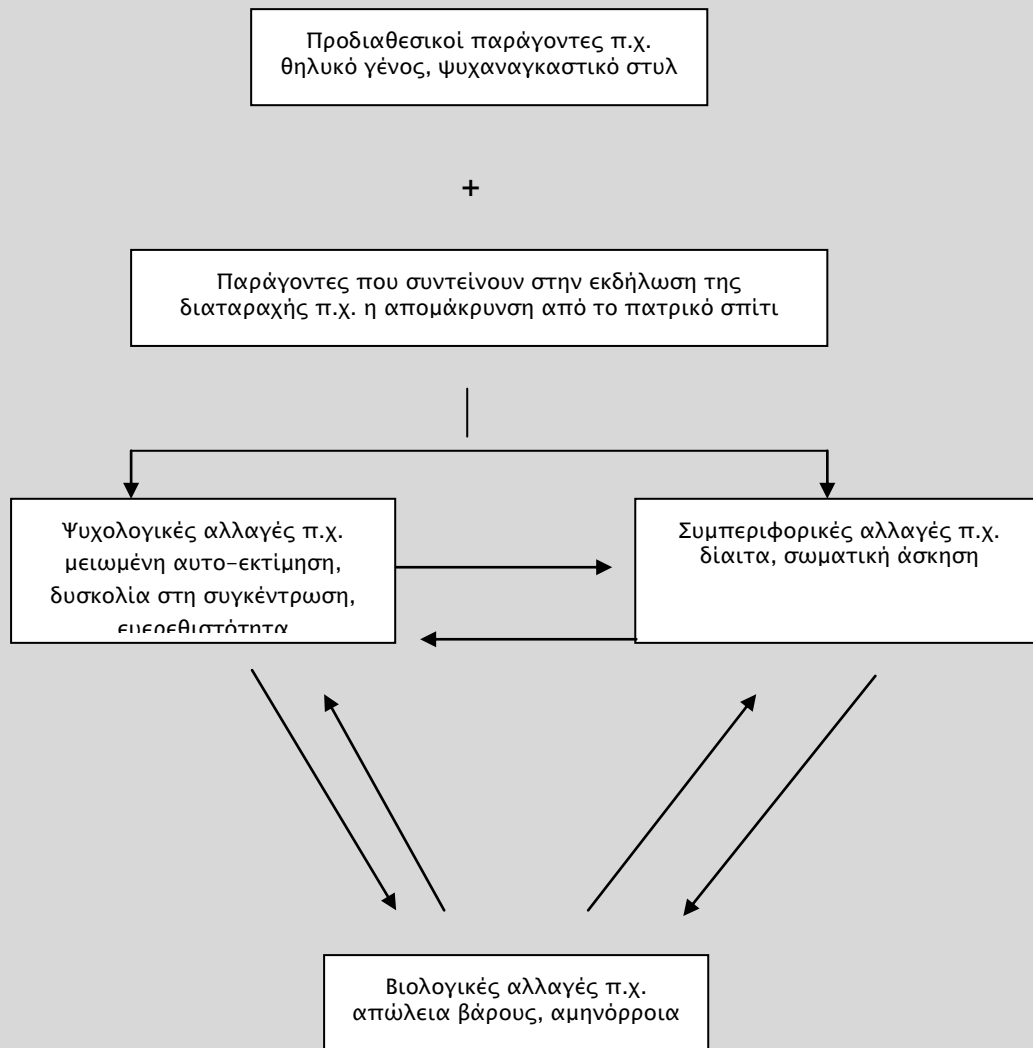 Προδιαθεσικοί παράγοντες π.χ.
θηλυκό γένος, ψυχαναγκαστικό στυλ
+
Παράγοντες που συντείνουν στην εκδήλωση της
διαταραχής π.χ. η απομάκρυνση από το πατρικό σπίτι
Ψυχολογικές αλλαγές π.χ.
μειωμένη αυτο-εκτίμηση,
δυσκολία στη συγκέντρωση,
ευερεθιστότητα
Συμπεριφορικές αλλαγές π.χ.
δίαιτα, σωματική άσκηση
Βιολογικές αλλαγές π.χ.
απώλεια βάρους, αμηνόρροια